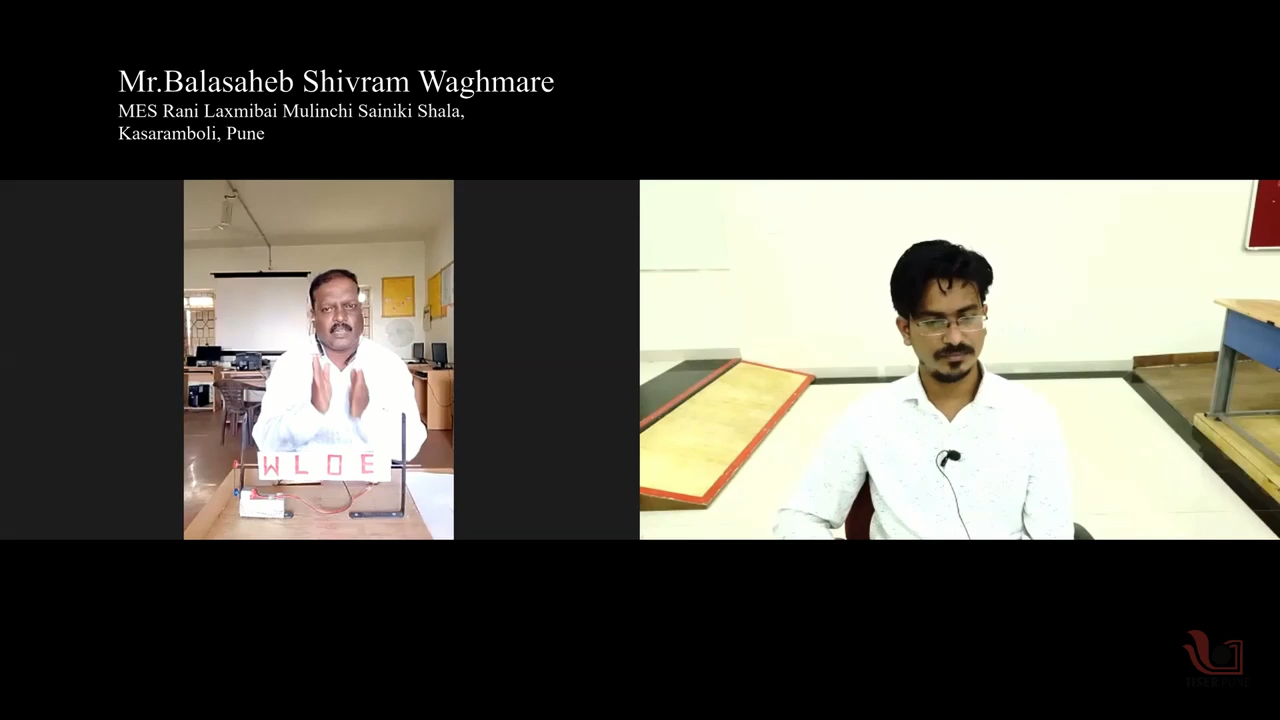 Mr.Balasaheb Shivram Waghmare
MES Rani Laxmibai Mulinchi Sainiki Shala,
Kasaramboli, Pune
W L O E